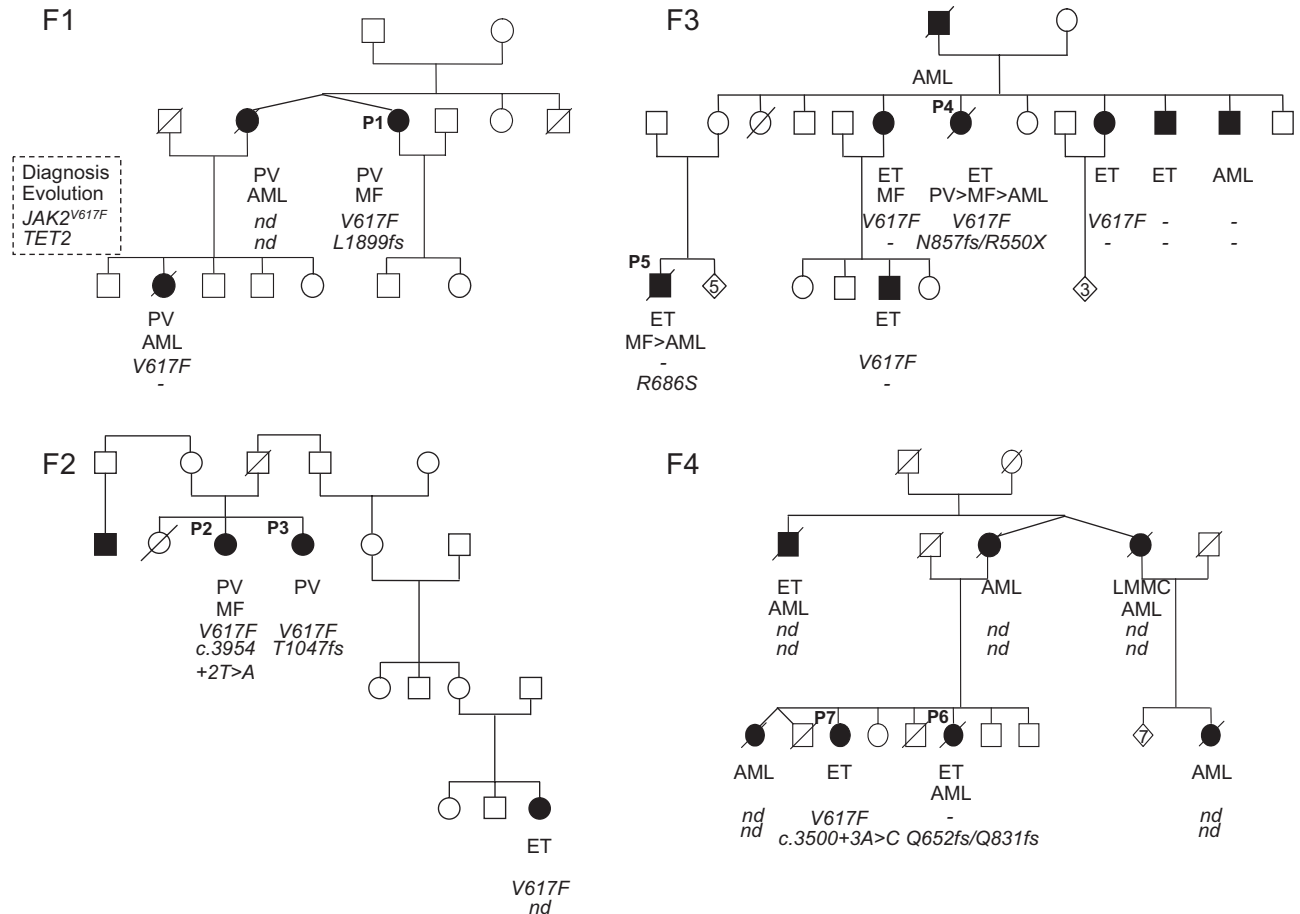 F1
P1
Diagnosis
Evolution
JAK2V617F
TET2
PV
AML
nd
nd
PV
MF
V617F
L1899fs
PV
AML
V617F
-
F3
AML
P4
ET
MF
V617F
-
ET
PV>MF>AML
V617F
N857fs/R550X
ET
V617F
-
ET
-
-
AML
-
-
P5
5
3
ET
MF>AML
-
R686S
ET
V617F
-
F2
P2
P3
PV
MF
V617F
c.3954
+2T>A
PV
V617F
T1047fs
ET
V617F
nd
F4
ET
AML
nd
nd
AML
nd
nd
LMMC
AML
nd
nd
P7
P6
7
AML
nd
nd
ET
V617F
c.3500+3A>C
ET
AML
-
Q652fs/Q831fs
AML
nd
nd